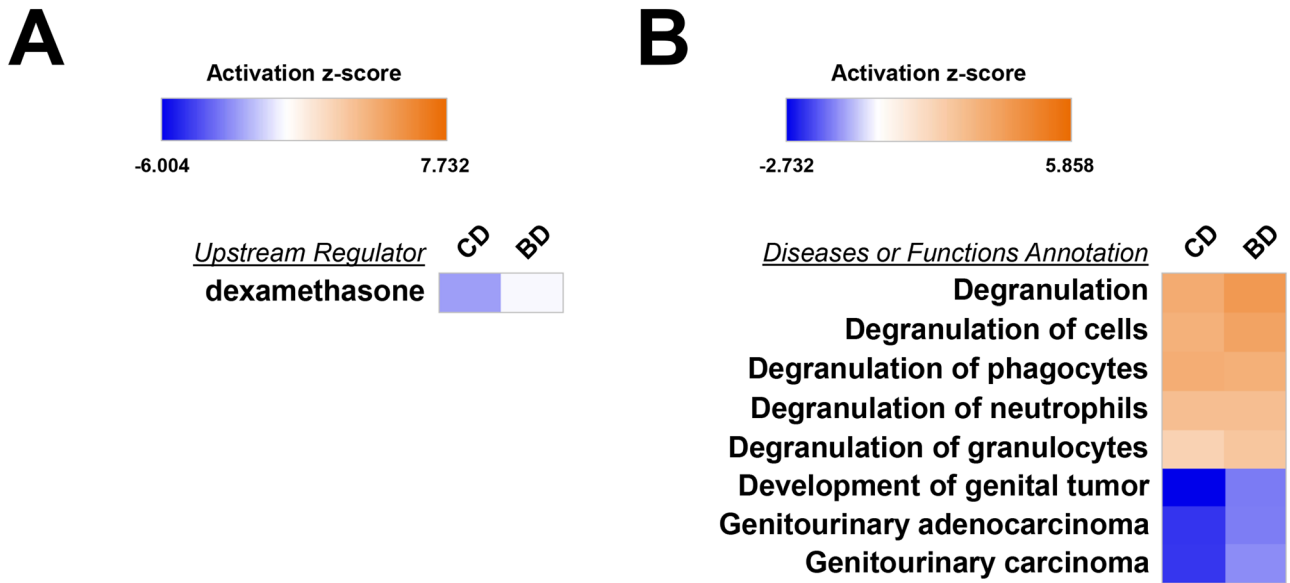 A
Activation z-score
-6.004 7.732
Upstream Regulator CD BD
dexamethasone
B
Activation z-score
-2.732 5.858
Diseases or Functions Annotation CD BD
Degranulation
Degranulation of cells
Degranulation of phagocytes
Degranulation of neutrophils
Degranulation of granulocytes
Development of genital tumor
Genitourinary adenocarcinoma
Genitourinary carcinoma